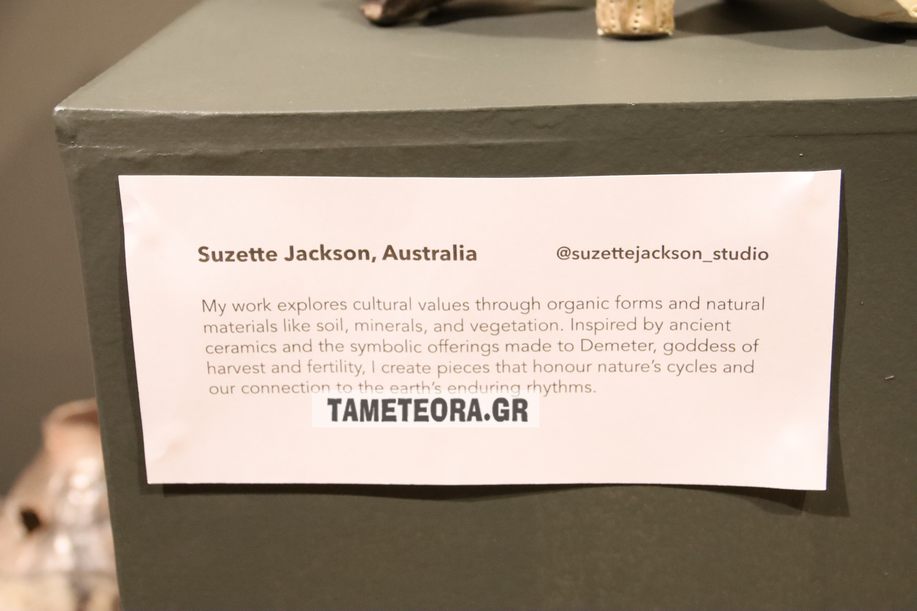 Suzette Jackson, Australia @suzettejackson_studio
My work explores cultural values through organic forms and natural
materials like soil, minerals, and vegetation. Inspired by ancient
ceramics and the symbolic offerings made to Demeter, goddess of
harvest and fertility, I create pieces that honour nature's cycles and
our connection to the earth's enduring rhythms.
TAMETEORA.GR